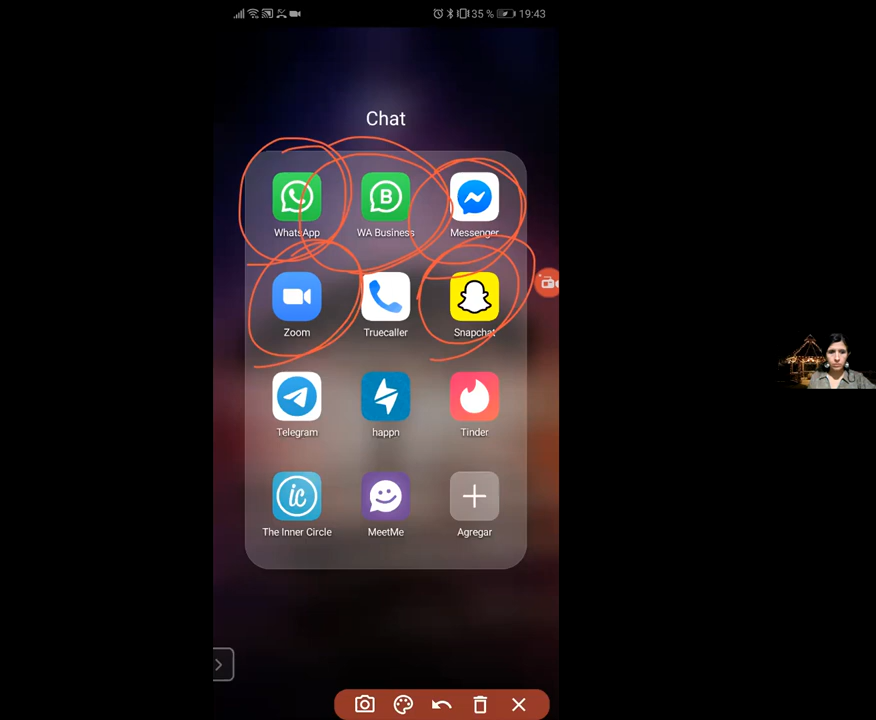 35 % 19:43
Chat
WhatsApp WA Business Messenger
Zoom Truecaller Snapchat
Telegram happn Tinder
ic
The Inner Circle MeetMe Agregar